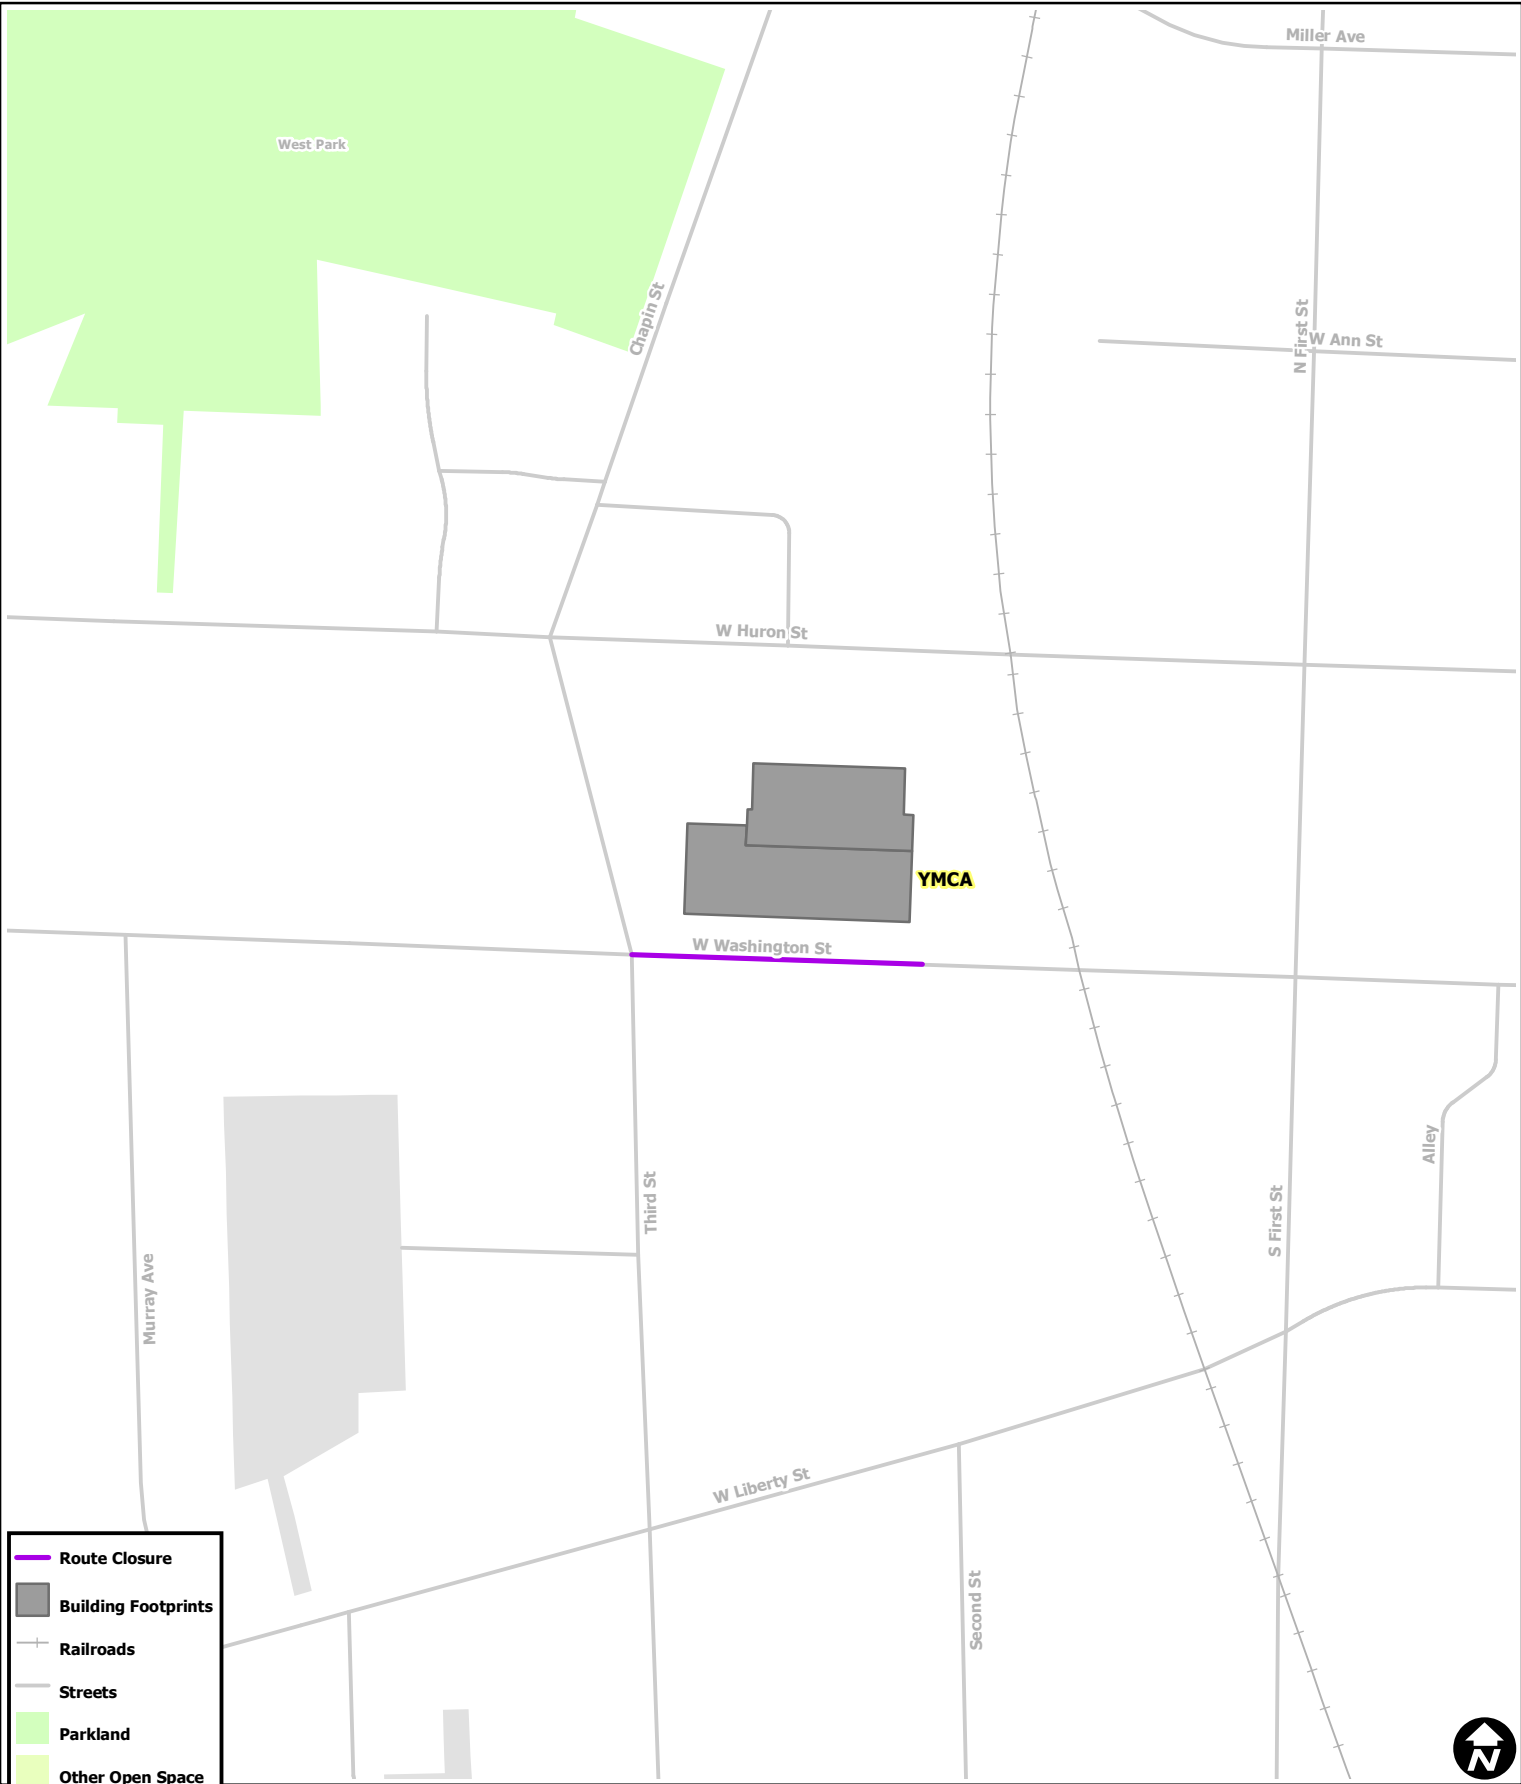 Miller Ave
West Park
Chapin St
N First St
W Ann St
W Huron St
YMCA
W Washington St
Alley
Third St
S First St
Murray Ave
W Liberty St
Second St
Route Closure
Building Footprints
Railroads
Streets
Parkland
Other Open Space
N